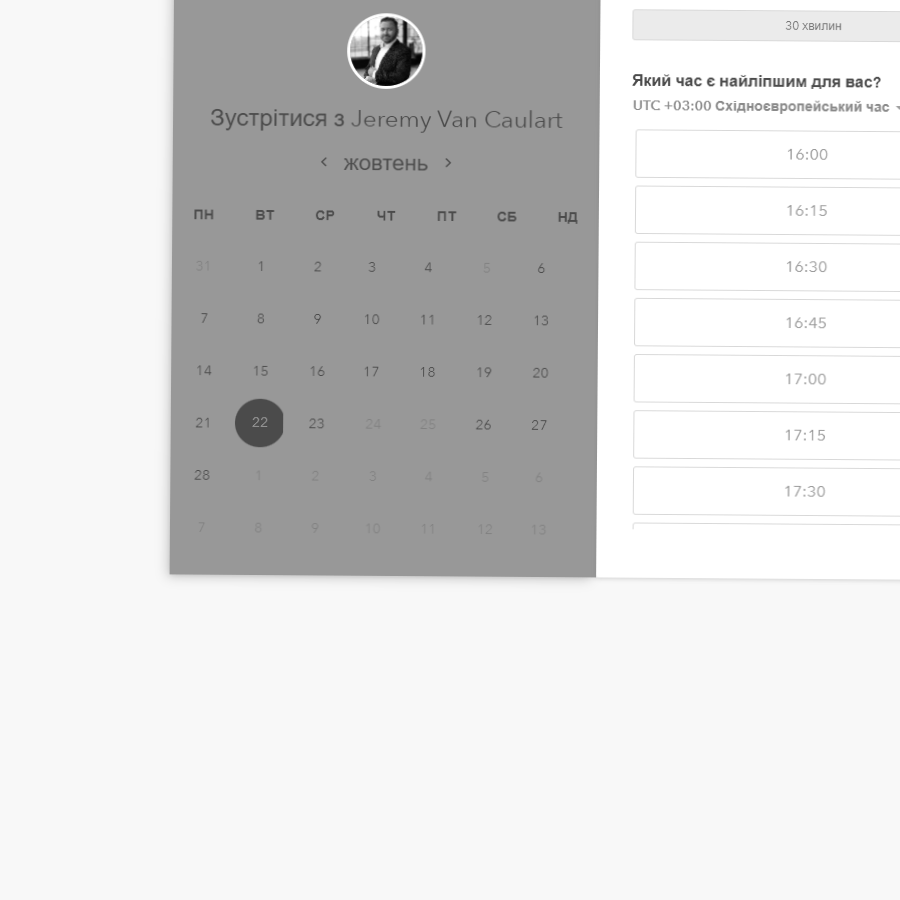 Зустрітися з Jeremy Van Caulart
жовтень
ПН ВТ СР ЧТ ПТ СБ НД
31 1 2 3 4 5 6
7 8 9 10 11 12 13
14 15 16 17 18 19 20
21 22 23 24 25 26 27
28 1 2 3 4 5 6
7 8 9 10 11 12 13
30 хвилин
Який час є найліпшим для вас?
UTC +03:00 Східноєвропейський час
16:00
16:15
16:30
16:45
17:00
17:15
17:30